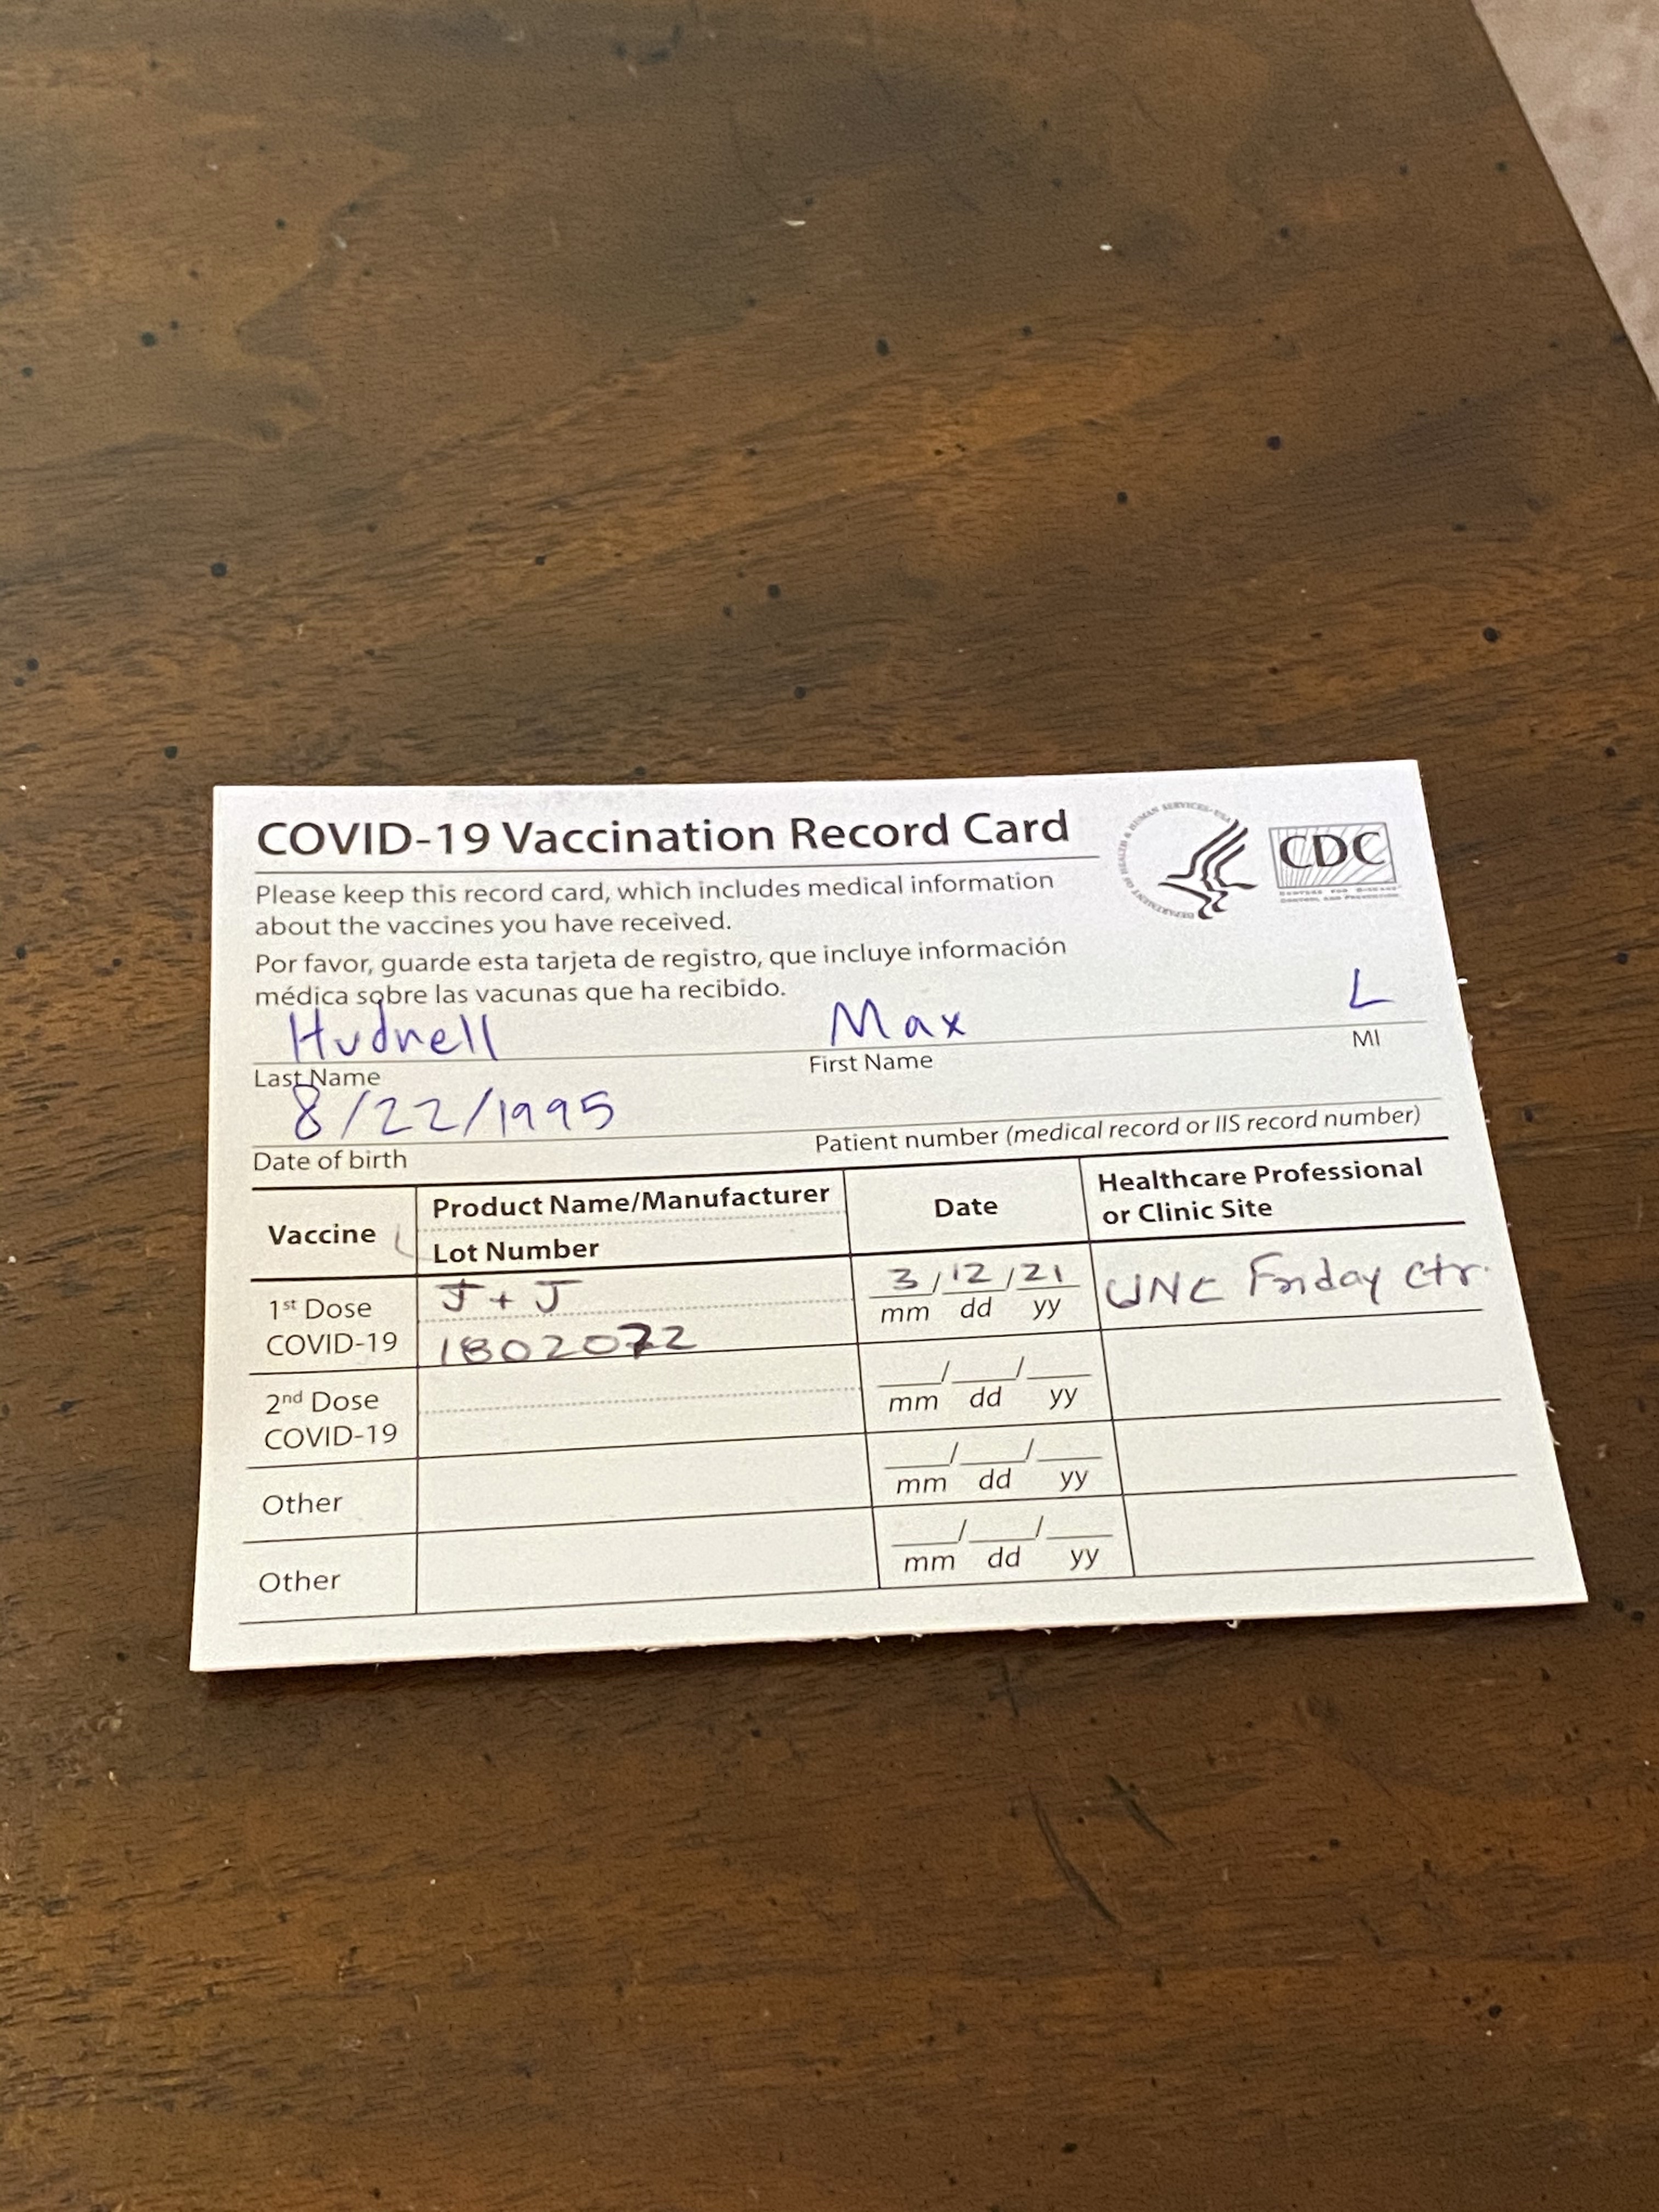 COVID-19 Vaccination Record Card
DEPARTMENT OF HEALTH & HUMAN SERVICES • USA
CDC
CENTERS FOR DISEASE
CONTROL AND PREVENTION
Please keep this record card, which includes medical information
about the vaccines you have received.
Por favor, guarde esta tarjeta de registro, que incluye información
médica sobre las vacunas que ha recibido.
Hudnell Max L
Last Name First Name MI
8/22/1995
Date of birth Patient number (medical record or IIS record number)
Vaccine Product Name/Manufacturer Date Healthcare Professional
Lot Number or Clinic Site
1st Dose J + J 3/12/21 UNC Friday Ctr.
COVID-19 1802072 mm dd yy
2nd Dose ___/___/___
COVID-19 mm dd yy
Other ___/___/___
mm dd yy
Other ___/___/___
mm dd yy